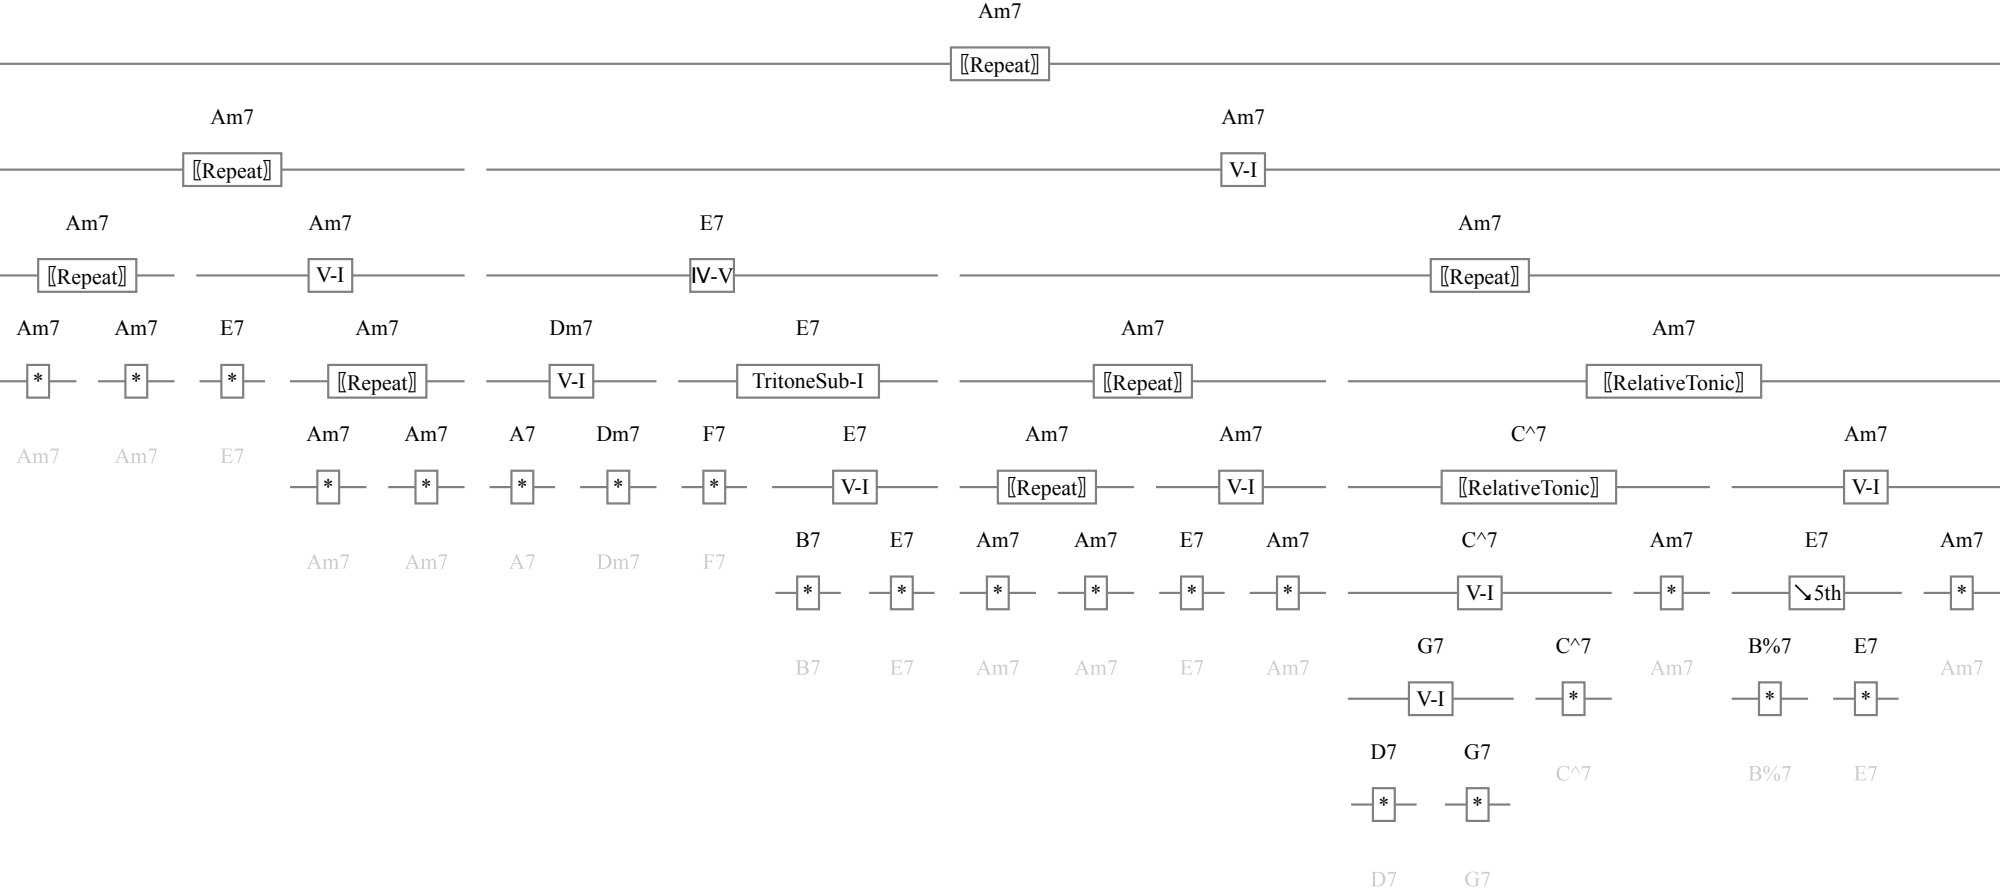 Am7
〚Repeat〛
Am7 Am7
〚Repeat〛 V-I
Am7 Am7 E7 Am7
〚Repeat〛 V-I Ⅳ-Ⅴ 〚Repeat〛
Am7 Am7 E7 Am7 Dm7 E7 Am7 Am7
* * * 〚Repeat〛 V-I TritoneSub-I 〚Repeat〛 〚RelativeTonic〛
Am7 Am7 A7 Dm7 F7 E7 Am7 Am7 C^7 Am7
Am7 Am7 E7
* * * * * V-I 〚Repeat〛 V-I 〚RelativeTonic〛 V-I
B7 E7 Am7 Am7 E7 Am7 C^7 Am7 E7 Am7
Am7 Am7 A7 Dm7 F7
* * * * * * V-I * ↘5th *
G7 C^7 B%7 E7
B7 E7 Am7 Am7 E7 Am7 Am7 Am7
V-I * * *
D7 G7
C^7 B%7 E7
* *
D7 G7